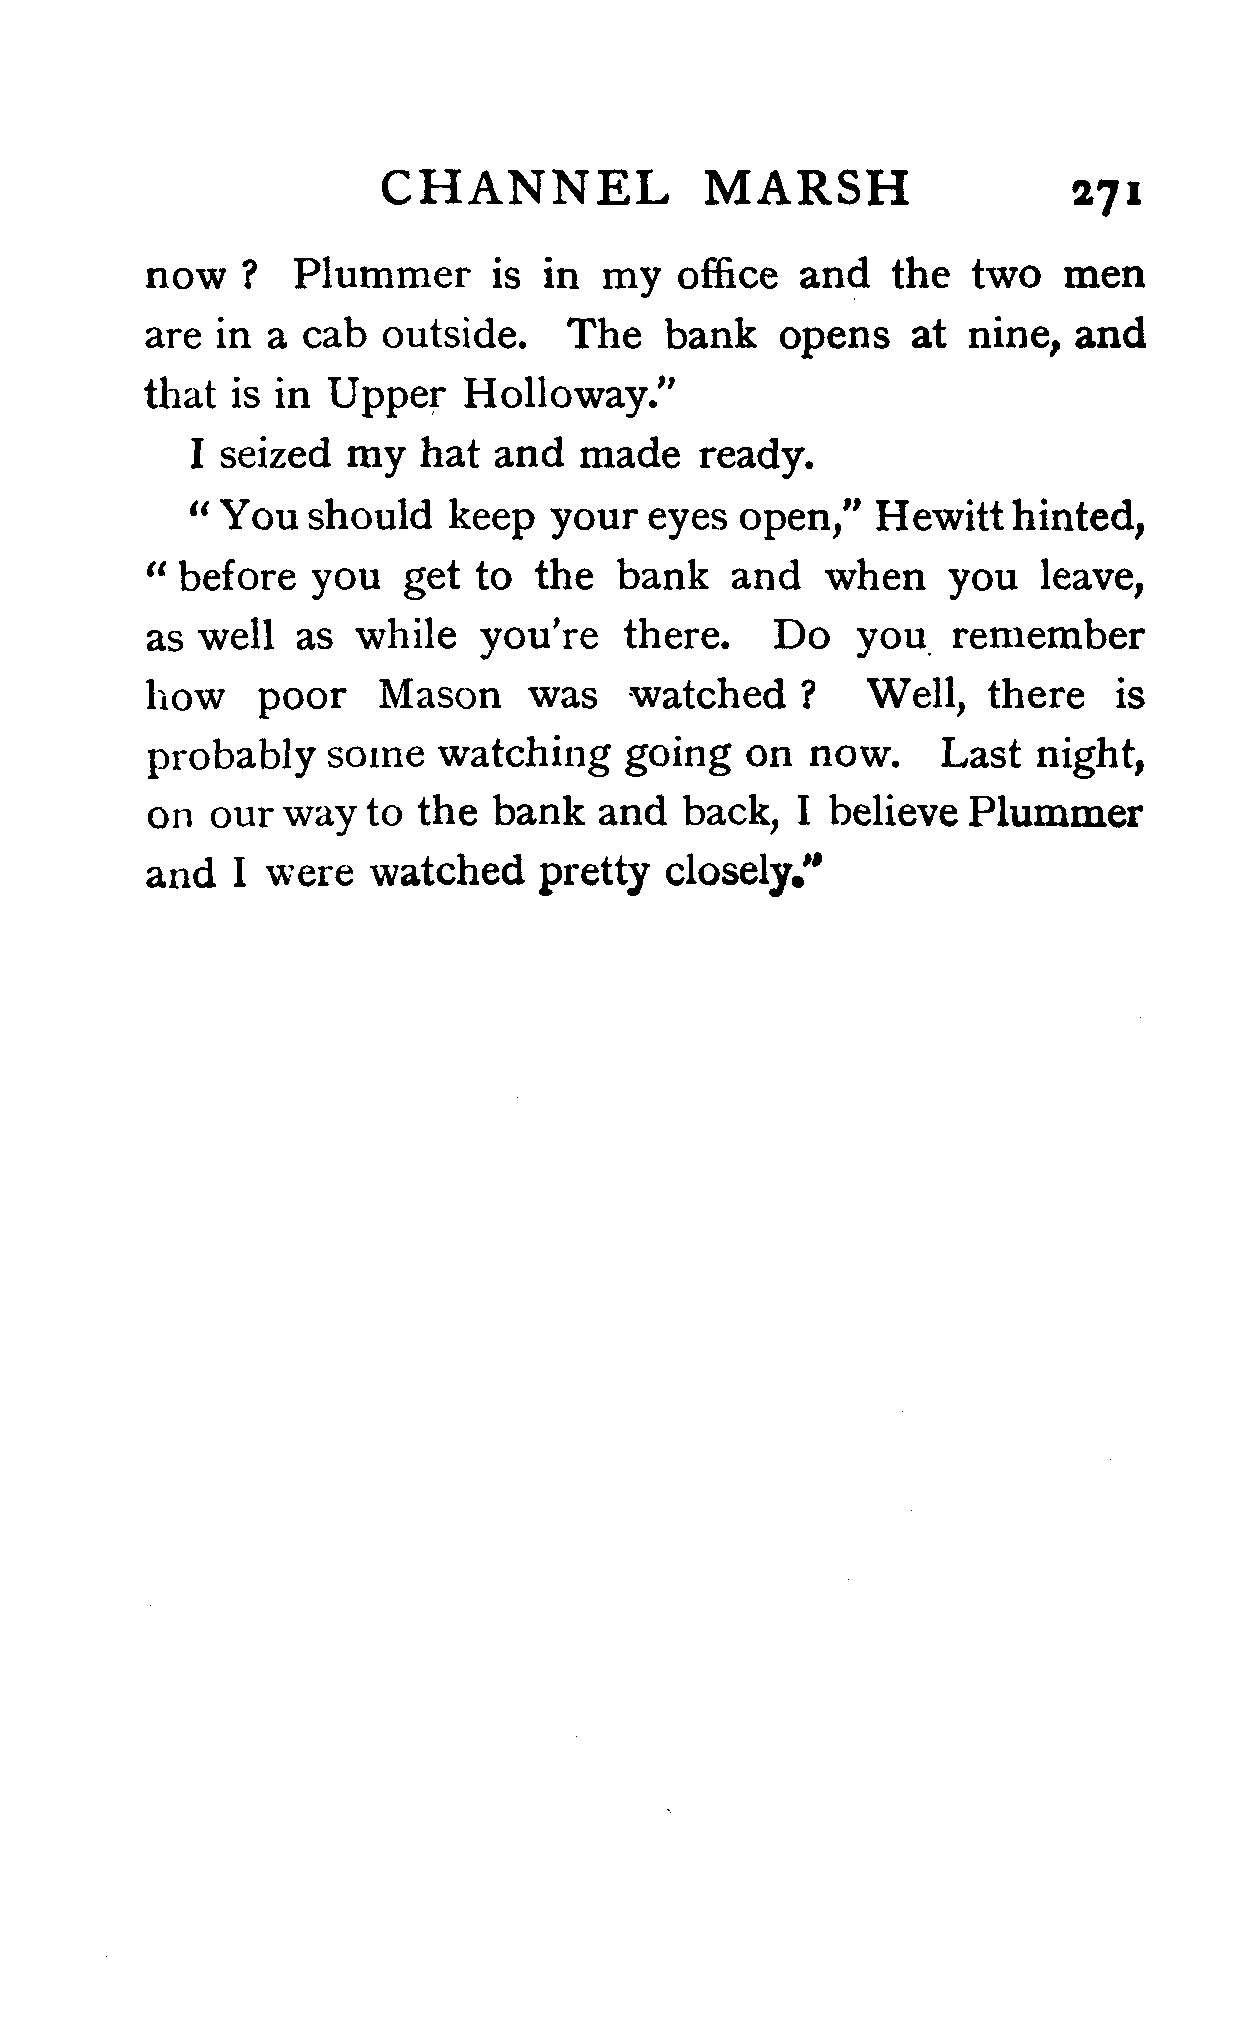 CHANNEL MARSH 271
now ? Plummer is in my office and the two men
are in a cab outside. The bank opens at nine, and
that is in Upper Holloway."
I seized my hat and made ready.
" You should keep your eyes open," Hewitt hinted,
" before you get to the bank and when you leave,
as well as while you're there. Do you remember
how poor Mason was watched ? Well, there is
probably some watching going on now. Last night,
on our way to the bank and back, I believe Plummer
and I were watched pretty closely."